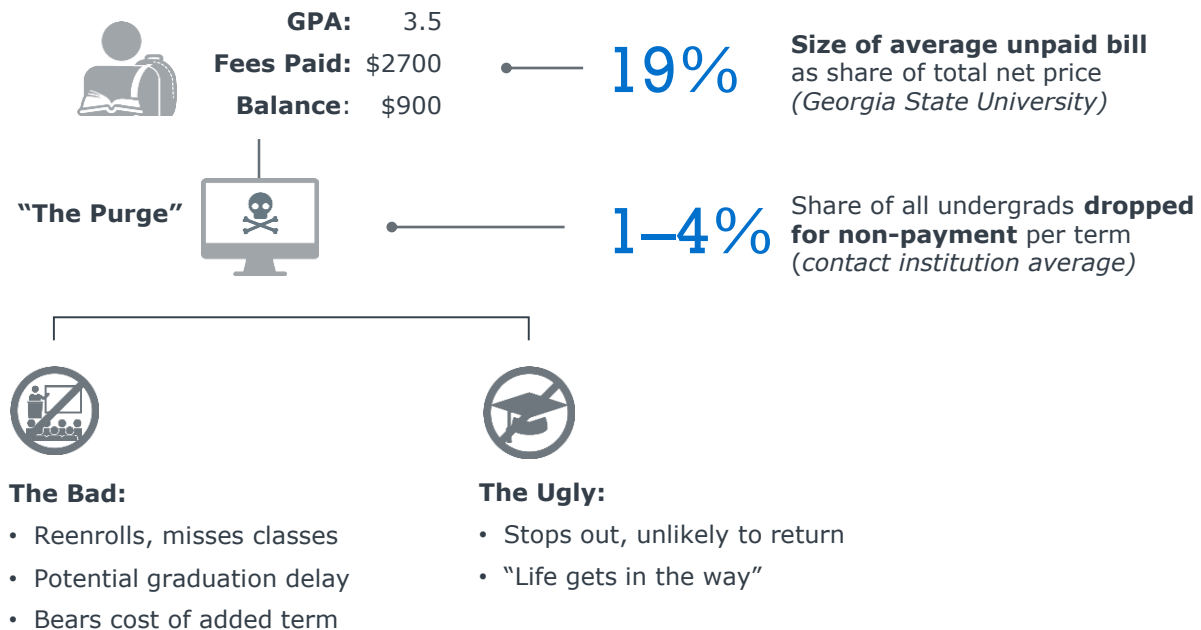 GPA: 3.5
Fees Paid: $2700
Balance: $900
19%
Size of average unpaid bill
as share of total net price
(Georgia State University)
“The Purge”
1–4%
Share of all undergrads dropped
for non-payment per term
(contact institution average)
The Bad:
• Reenrolls, misses classes
• Potential graduation delay
• Bears cost of added term
The Ugly:
• Stops out, unlikely to return
• “Life gets in the way”